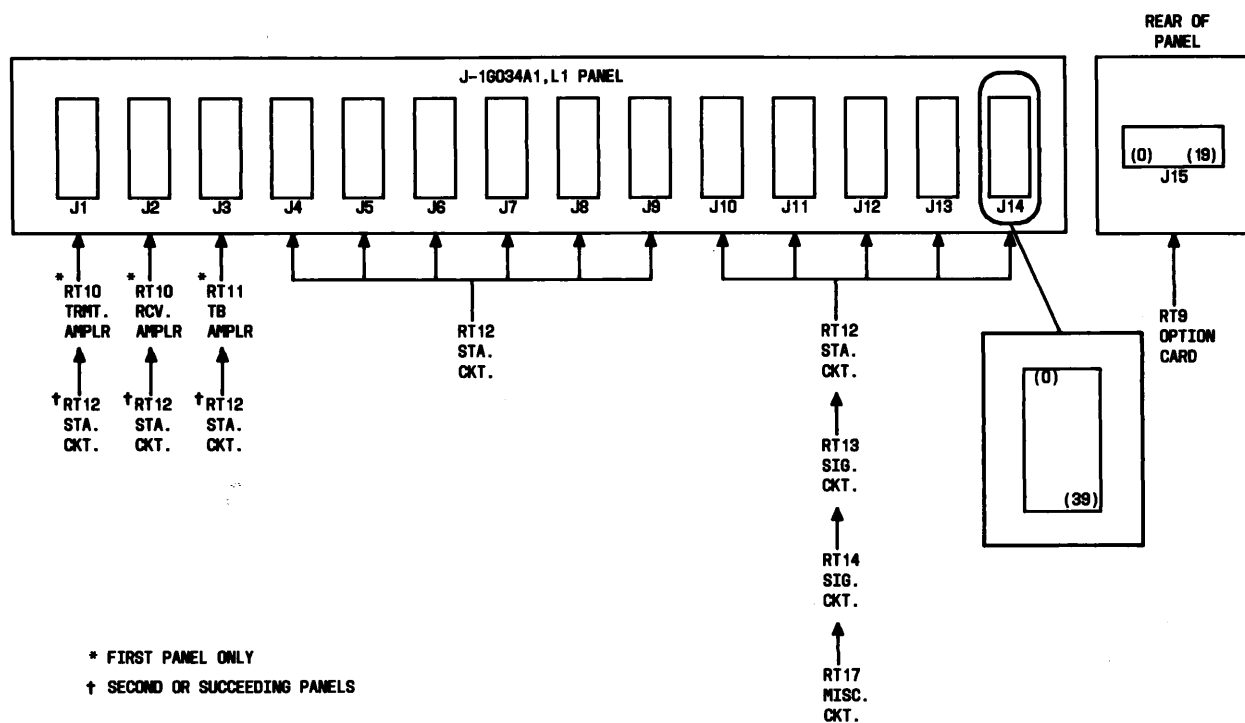 REAR OF
PANEL
J-1G034A1,L1 PANEL
J1 J2 J3 J4 J5 J6 J7 J8 J9 J10 J11 J12 J13 J14
(0) (19)
J15
* RT10
TRMT.
AMPLR
* RT10
RCV.
AMPLR
* RT11
TB
AMPLR
† RT12
STA.
CKT.
† RT12
STA.
CKT.
† RT12
STA.
CKT.
RT12
STA.
CKT.
RT12
STA.
CKT.
RT13
SIG.
CKT.
RT14
SIG.
CKT.
RT17
MISC.
CKT.
RT9
OPTION
CARD
(0)
(39)
* FIRST PANEL ONLY
† SECOND OR SUCCEEDING PANELS